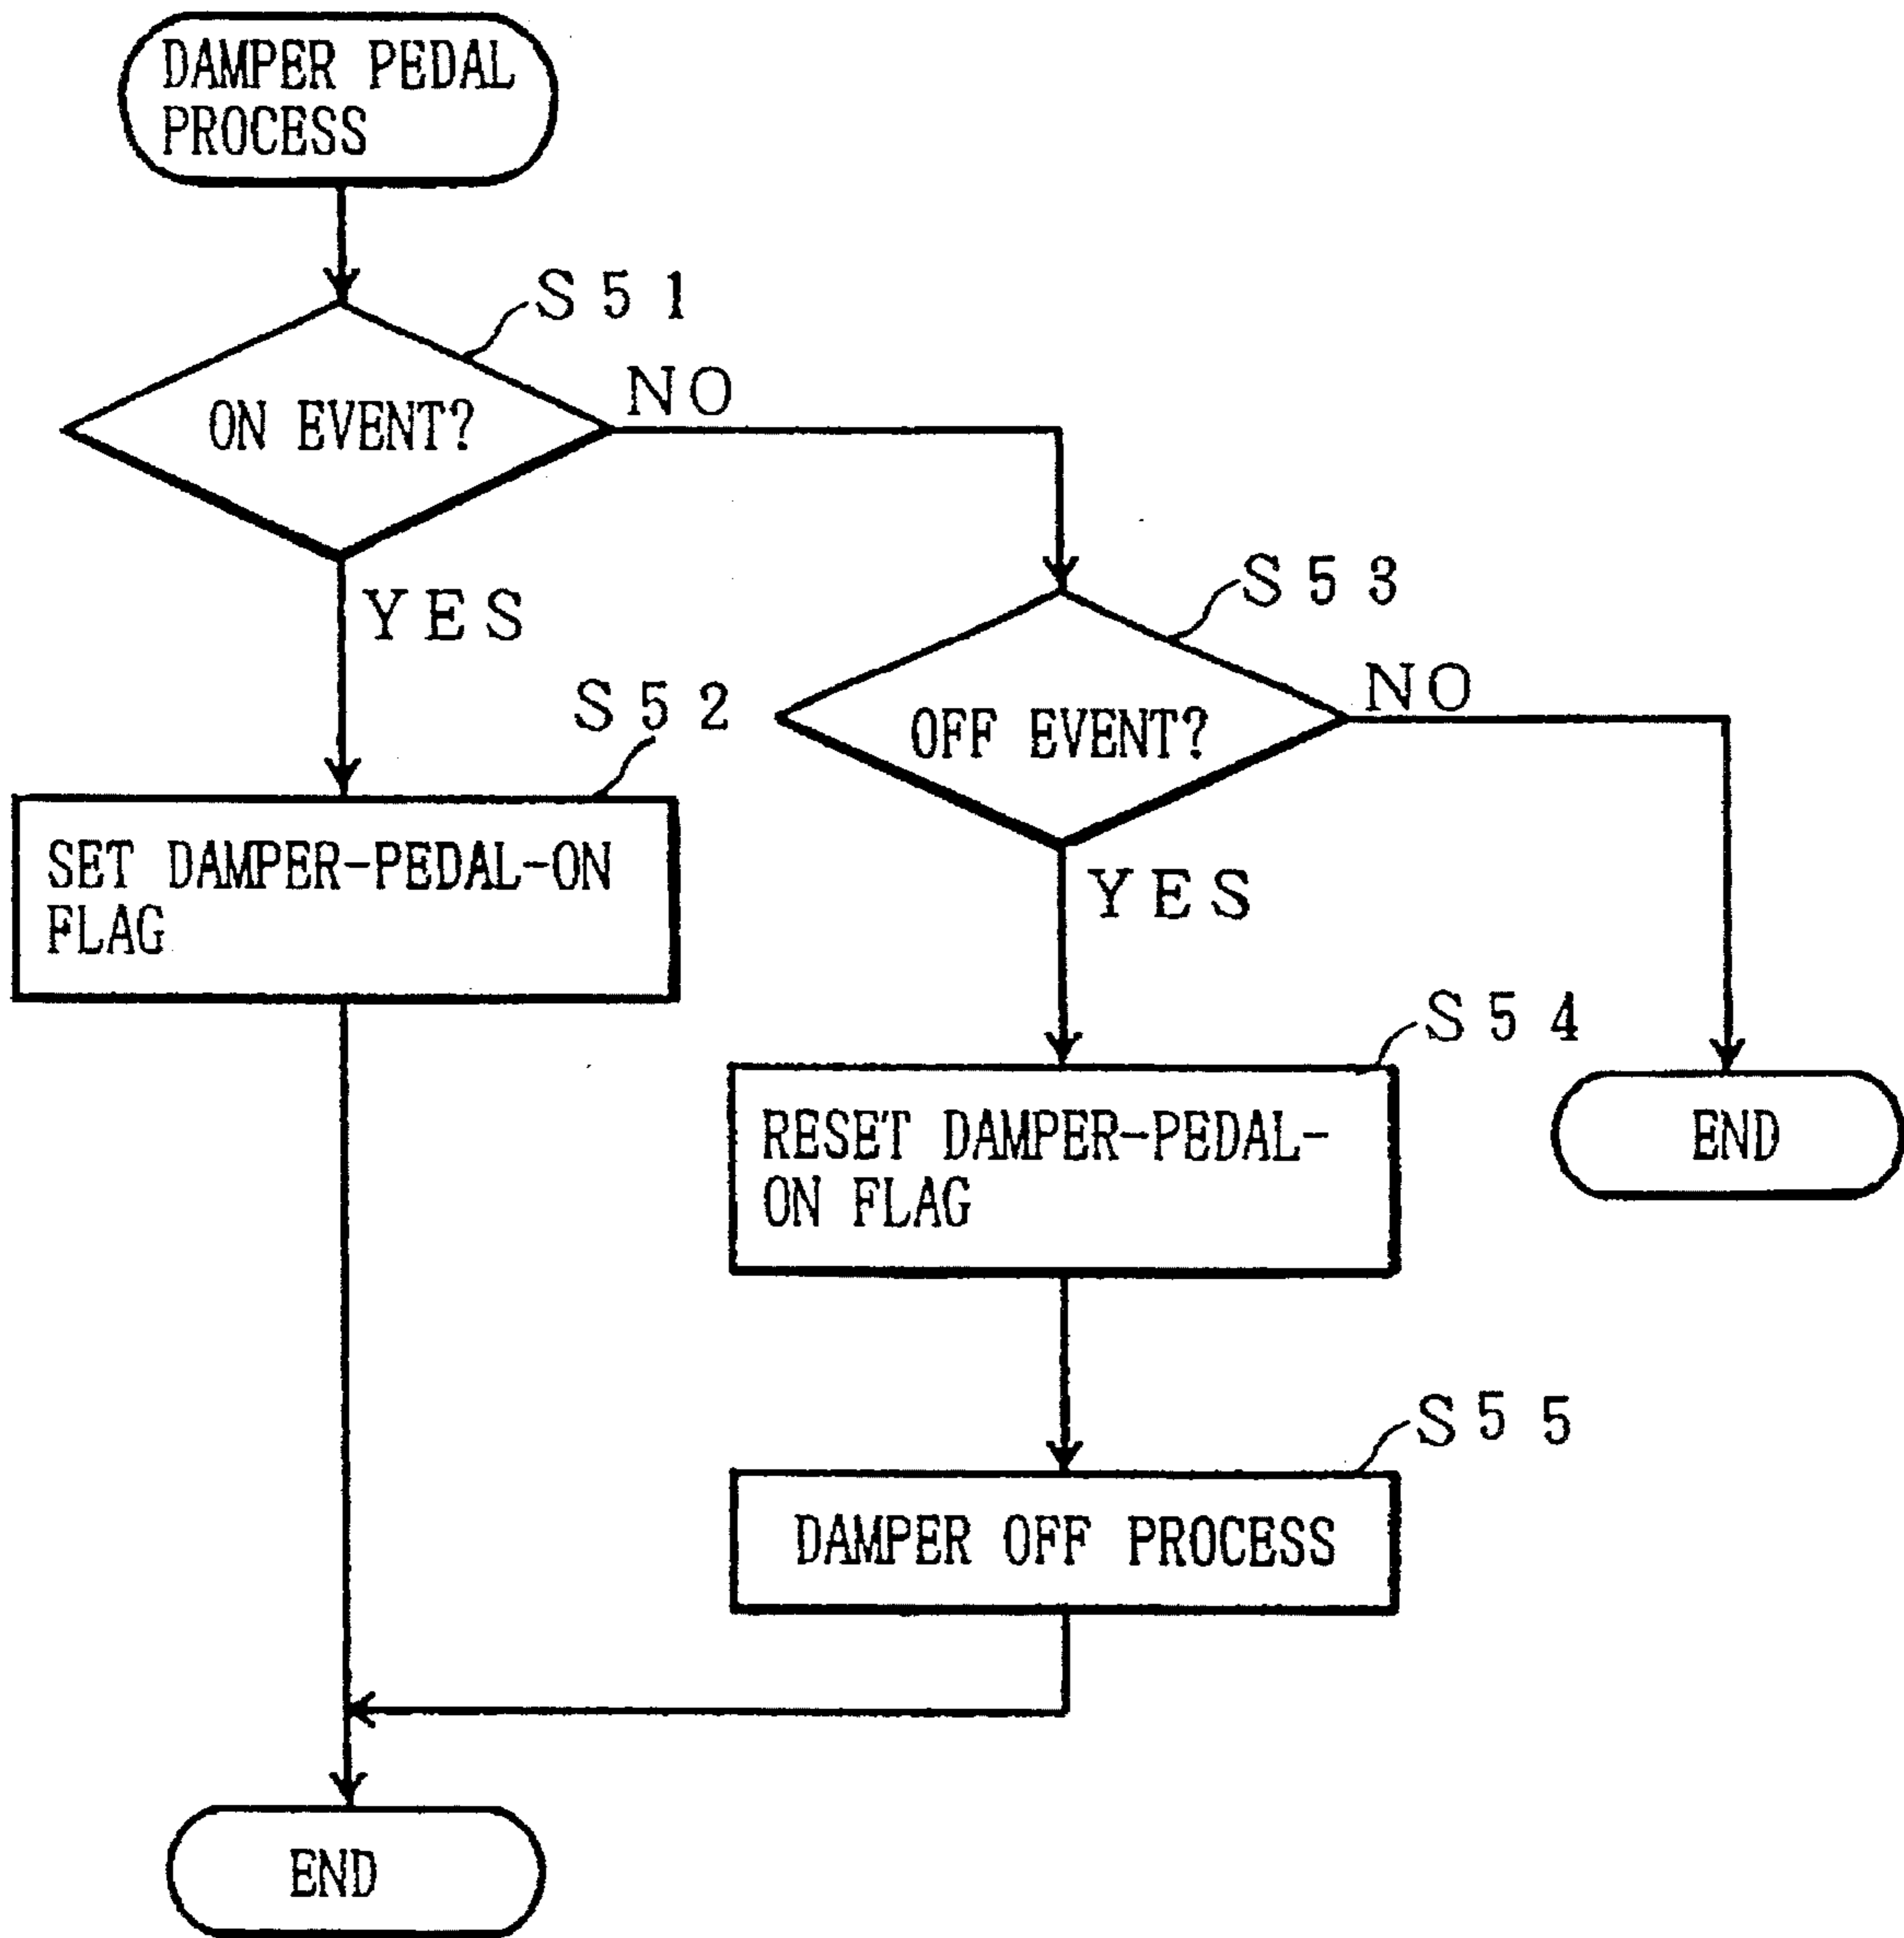 DAMPER PEDAL
PROCESS
S51
ON EVENT?
NO
YES
S52
SET DAMPER-PEDAL-ON
FLAG
S53
OFF EVENT?
NO
YES
S54
RESET DAMPER-PEDAL-
ON FLAG
END
S55
DAMPER OFF PROCESS
END